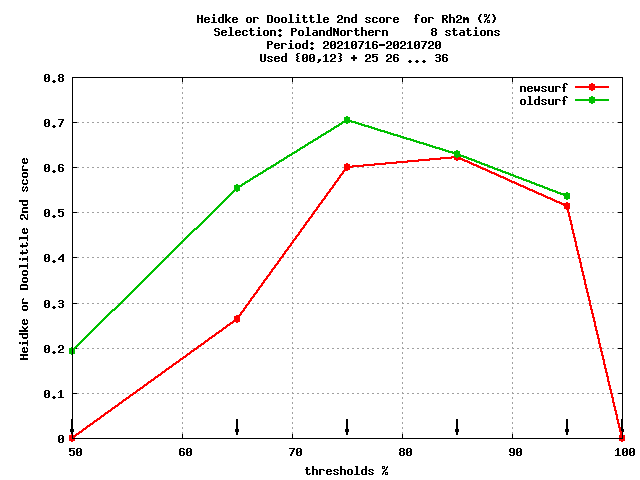 Heidke or Doolittle 2nd score  for Rh2m (%)
Selection: PolandNorthern      8 stations
Period: 20210716-20210720
Used {00,12} + 25 26 ... 36
newsurf
oldsurf
0.8
0.7
0.6
0.5
0.4
0.3
0.2
0.1
0
Heidke or Doolittle 2nd score
50 60 70 80 90 100
thresholds %